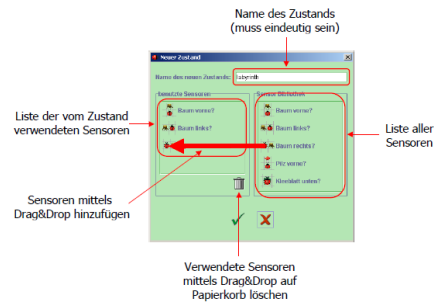 Name des Zustands
(muss eindeutig sein)
Neuer Zustand
Name des neuen Zustands: labyrinth
benutzte Sensoren
Sensor Bibliothek
Baum vorne?
Baum vorne?
Liste der vom Zustand
verwendeten Sensoren
Baum links?
Baum links?
Liste aller
Sensoren
Baum rechts?
Pilz vorne?
Kleeblatt unten?
Sensoren mittels
Drag&Drop hinzufügen
Verwendete Sensoren
mittels Drag&Drop auf
Papierkorb löschen